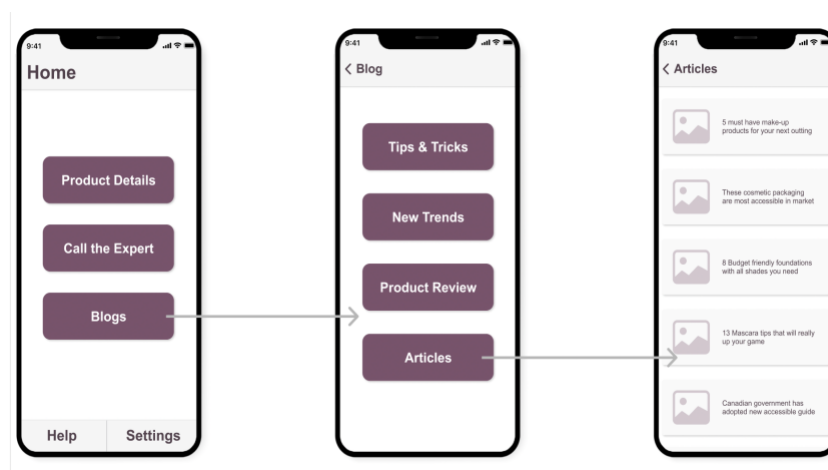 9:41
Home
Product Details
Call the Expert
Blogs
Help
Settings
9:41
Blog
Tips & Tricks
New Trends
Product Review
Articles
9:41
Articles
5 must have make-up
products for your next outting
These cosmetic packaging
are most accessible in market
8 Budget friendly foundations
with all shades you need
13 Mascara tips that will really
up your game
Canadian government has
adopted new accessible guide